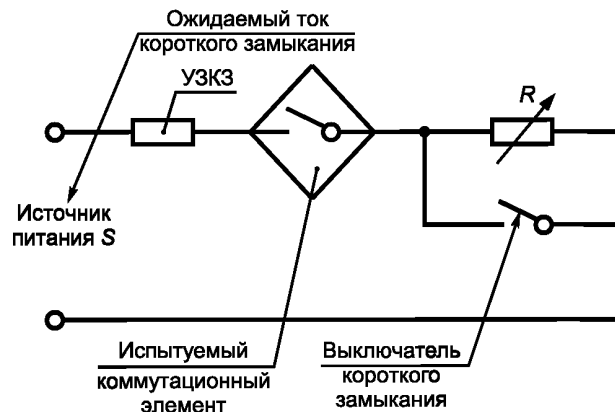 Ожидаемый ток
короткого замыкания
УЗКЗ
R
Источник
питания S
Испытуемый
коммутационный
элемент
Выключатель
короткого
замыкания